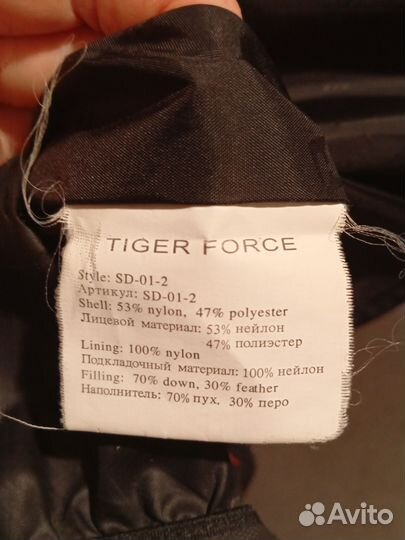 TIGER FORCE
Style: SD-01-2
Артикул: SD-01-2
Shell: 53% nylon, 47% polyester
Лицевой материал: 53% нейлон
47% полиэстер
Lining: 100% nylon
Подкладочный материал: 100% нейлон
Filling: 70% down, 30% feather
Наполнитель: 70% пух, 30% перо
Avito